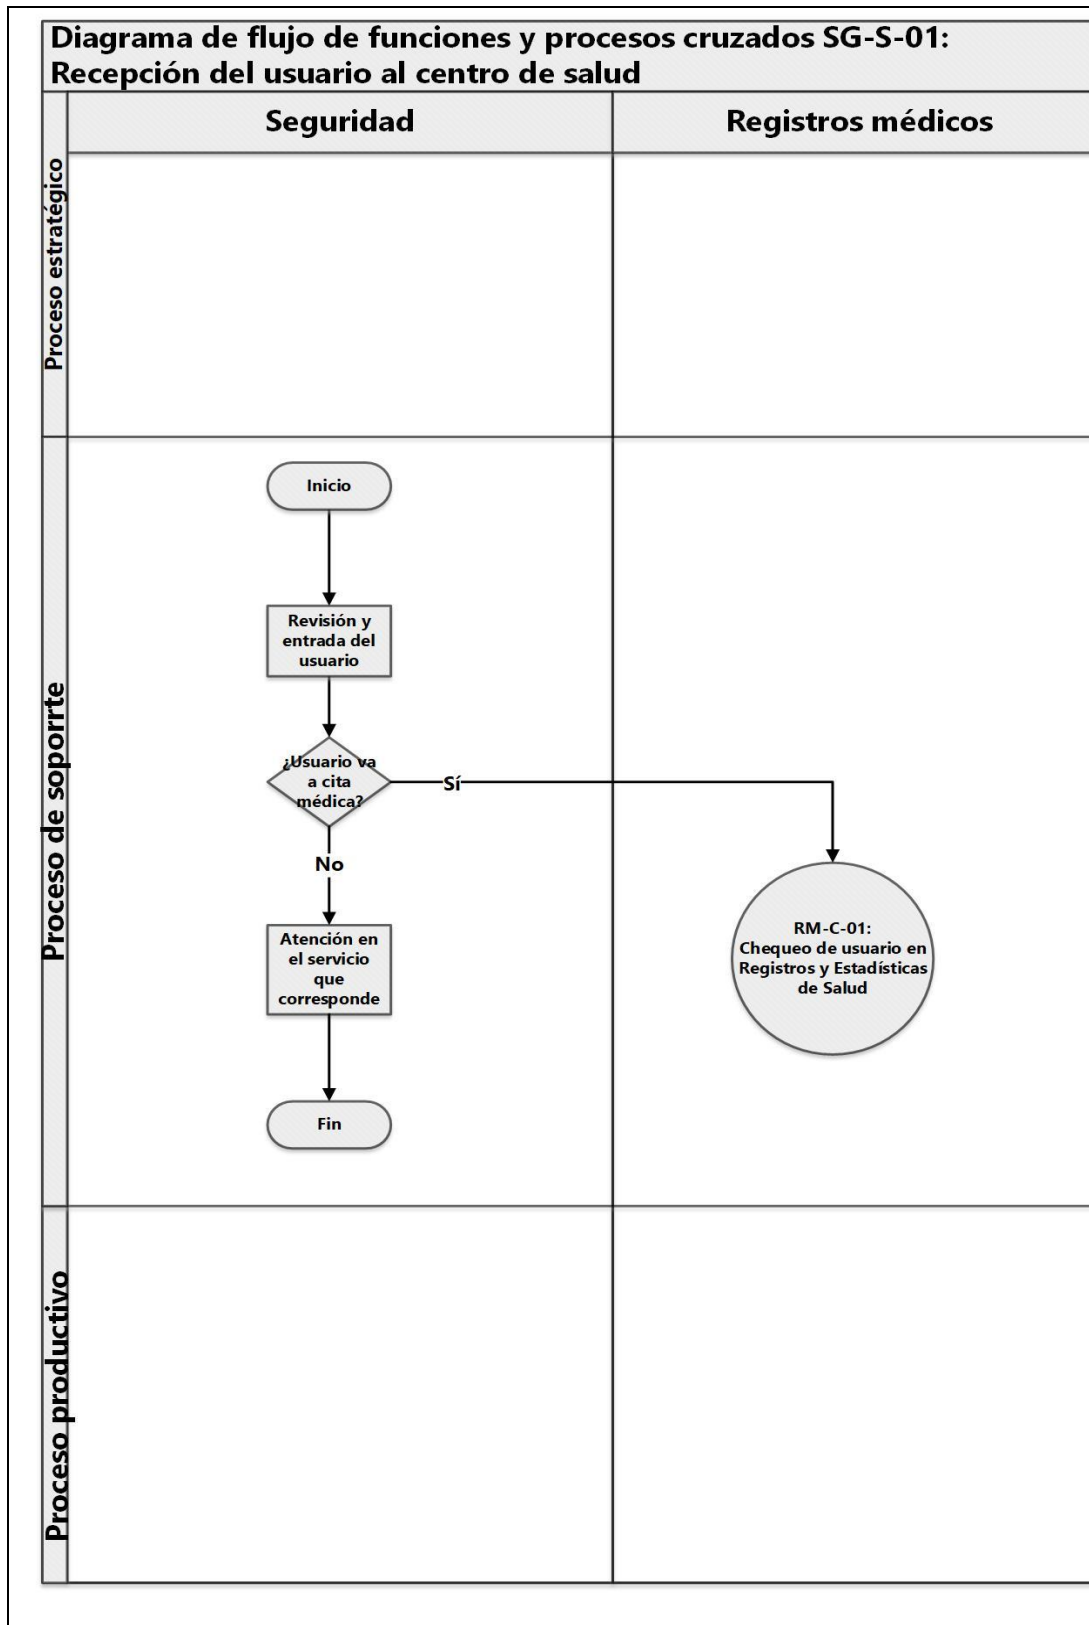 Diagrama de flujo de funciones y procesos cruzados SG-S-01:
Recepción del usuario al centro de salud
Seguridad
Registros médicos
Proceso estratégico
Proceso de soporrte
Inicio
Revisión y
entrada del
usuario
¿Usuario va
a cita
médica?
Sí
No
Atención en
el servicio
que
corresponde
Fin
RM-C-01:
Chequeo de usuario en
Registros y Estadísticas
de Salud
Proceso productivo